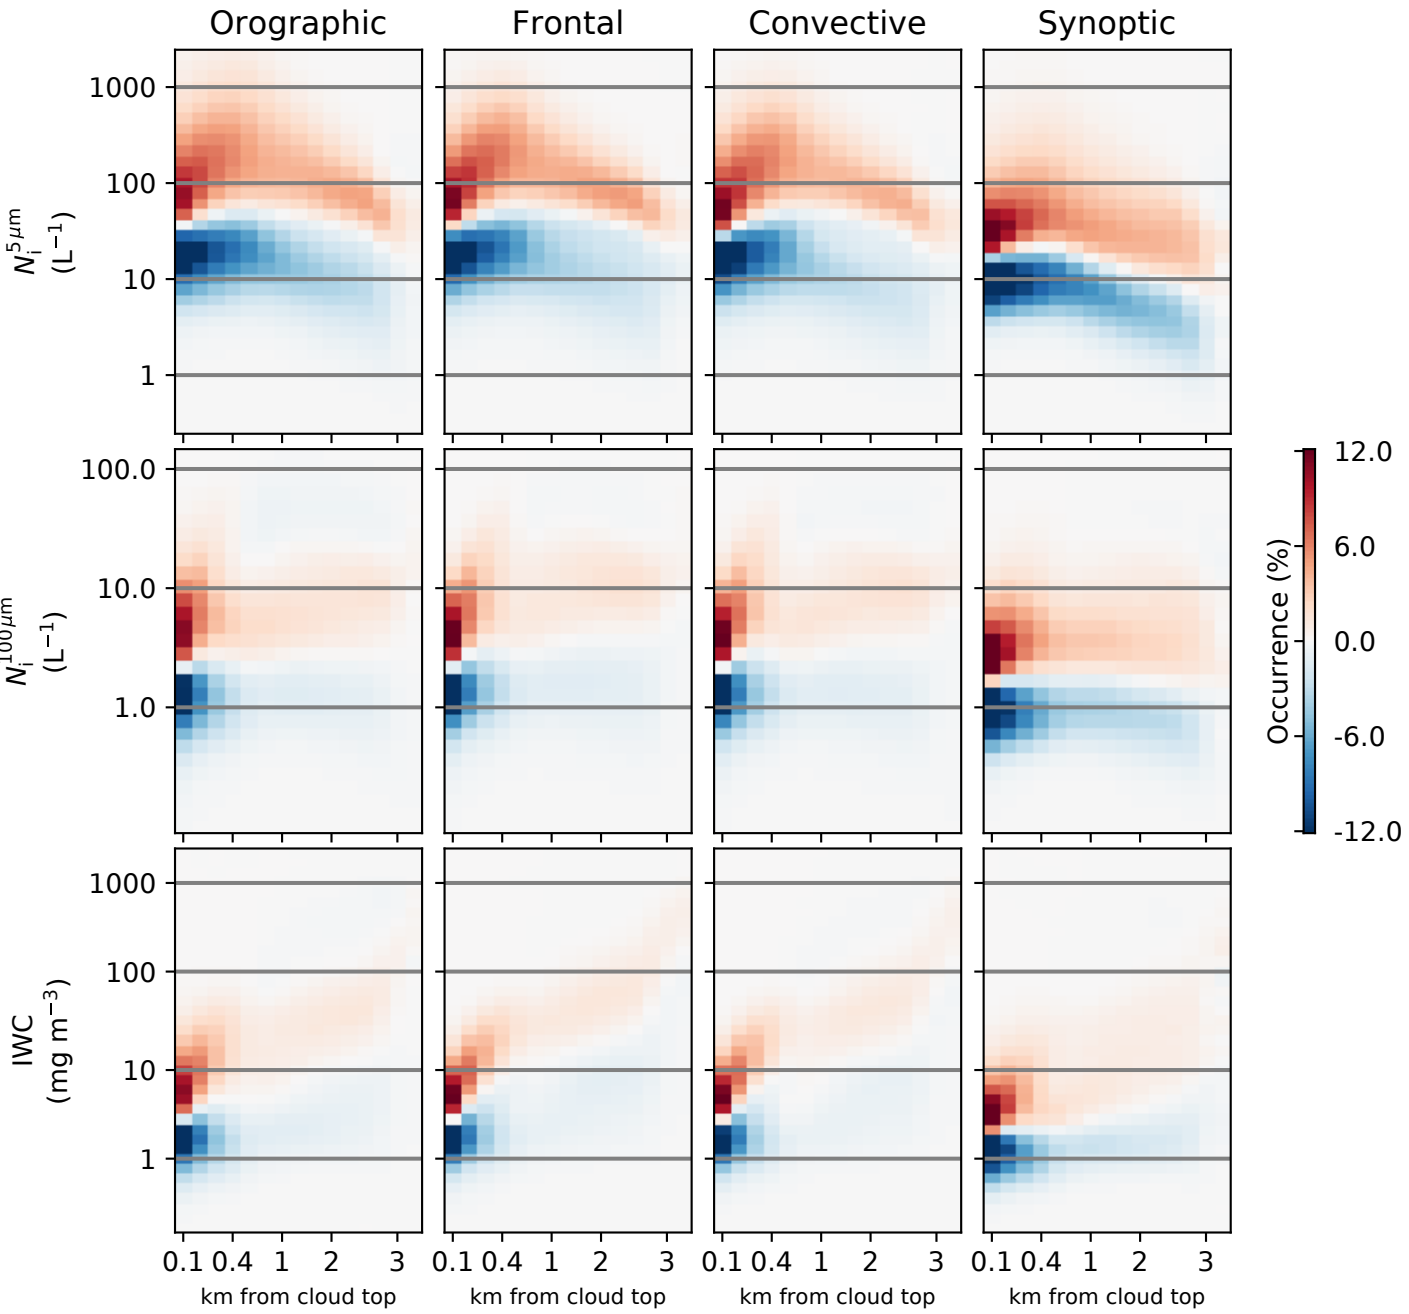 Orographic Frontal Convective Synoptic
1000
100
10
1
N_i^{5 μm}
(L⁻¹)
100.0
10.0
1.0
N_i^{100 μm}
(L⁻¹)
12.0
6.0
0.0
-6.0
-12.0
Occurrence (%)
1000
100
10
1
IWC
(mg m⁻³)
0.1 0.4 1 2 3 0.1 0.4 1 2 3 0.1 0.4 1 2 3 0.1 0.4 1 2 3
km from cloud top km from cloud top km from cloud top km from cloud top